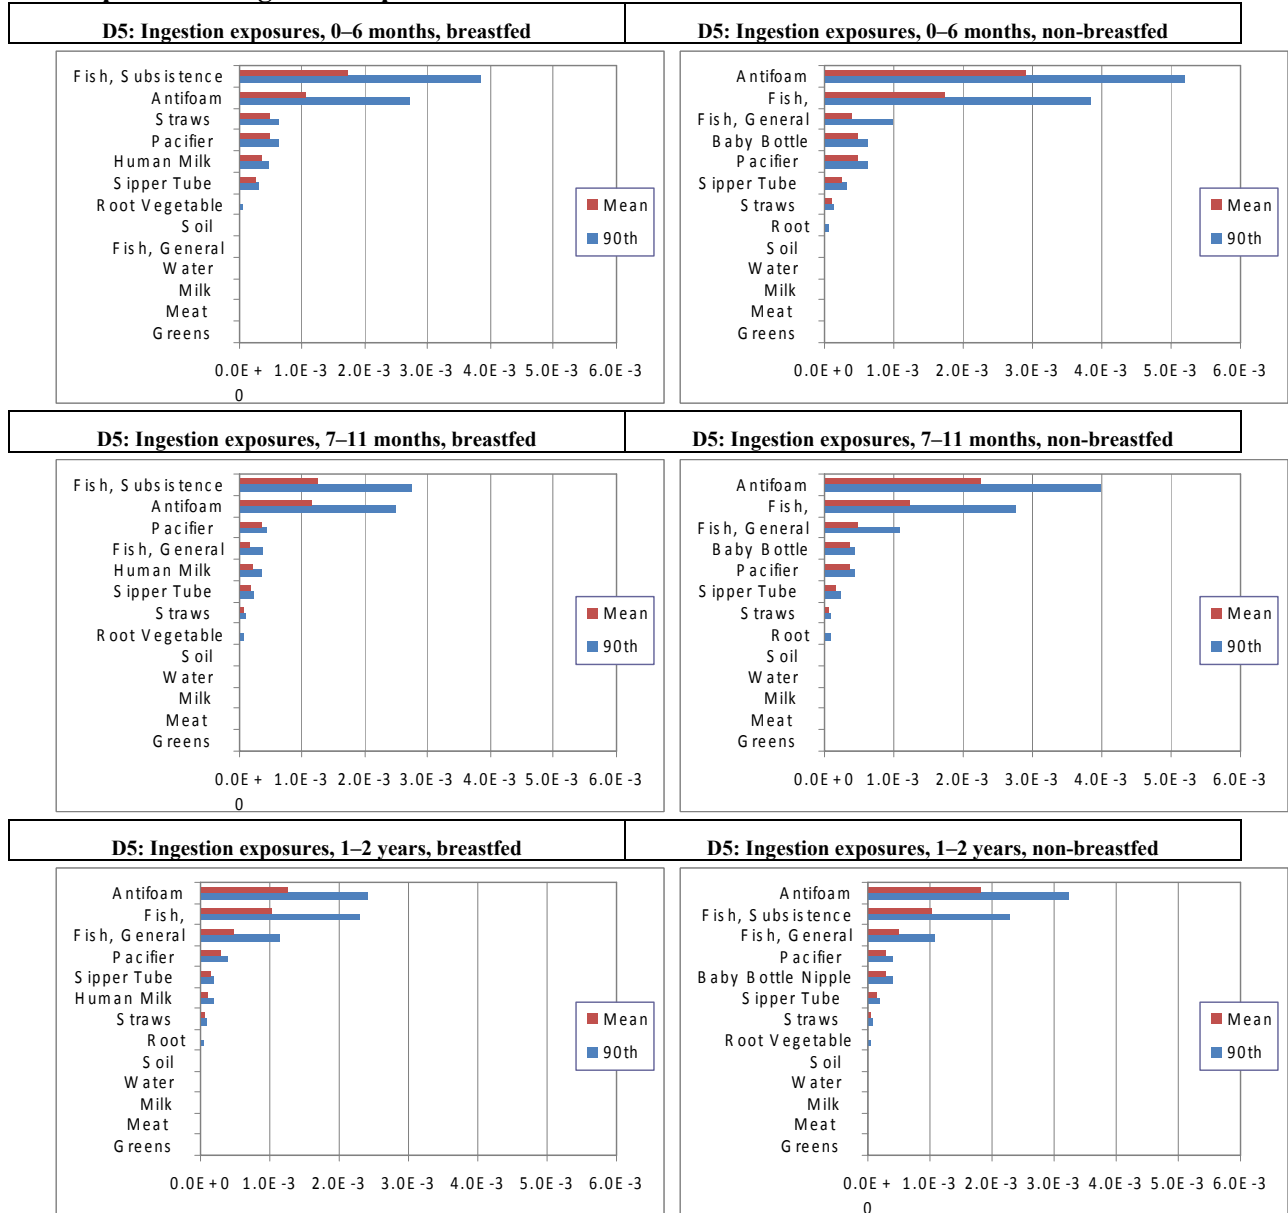 D5: Ingestion exposures, 0–6 months, breastfed
D5: Ingestion exposures, 0–6 months, non-breastfed
Fish, Subsistence
Antifoam
Straws
Pacifier
Human Milk
Sipper Tube
Root Vegetable
Soil
Fish, General
Water
Milk
Meat
Greens
Mean
90th
0.0E+ 1.0E-3 2.0E-3 3.0E-3 4.0E-3 5.0E-3 6.0E-3
0
Antifoam
Fish,
Fish, General
Baby Bottle
Pacifier
Sipper Tube
Straws
Root
Soil
Water
Milk
Meat
Greens
Mean
90th
0.0E+0 1.0E-3 2.0E-3 3.0E-3 4.0E-3 5.0E-3 6.0E-3
D5: Ingestion exposures, 7–11 months, breastfed
D5: Ingestion exposures, 7–11 months, non-breastfed
Fish, Subsistence
Antifoam
Pacifier
Fish, General
Human Milk
Sipper Tube
Straws
Root Vegetable
Soil
Water
Milk
Meat
Greens
Mean
90th
0.0E+ 1.0E-3 2.0E-3 3.0E-3 4.0E-3 5.0E-3 6.0E-3
0
Antifoam
Fish,
Fish, General
Baby Bottle
Pacifier
Sipper Tube
Straws
Root
Soil
Water
Milk
Meat
Greens
Mean
90th
0.0E+0 1.0E-3 2.0E-3 3.0E-3 4.0E-3 5.0E-3 6.0E-3
D5: Ingestion exposures, 1–2 years, breastfed
D5: Ingestion exposures, 1–2 years, non-breastfed
Antifoam
Fish,
Fish, General
Pacifier
Sipper Tube
Human Milk
Straws
Root
Soil
Water
Milk
Meat
Greens
Mean
90th
0.0E+0 1.0E-3 2.0E-3 3.0E-3 4.0E-3 5.0E-3 6.0E-3
Antifoam
Fish, Subsistence
Fish, General
Pacifier
Baby Bottle Nipple
Sipper Tube
Straws
Root Vegetable
Soil
Water
Milk
Meat
Greens
Mean
90th
0.0E+ 1.0E-3 2.0E-3 3.0E-3 4.0E-3 5.0E-3 6.0E-3
0